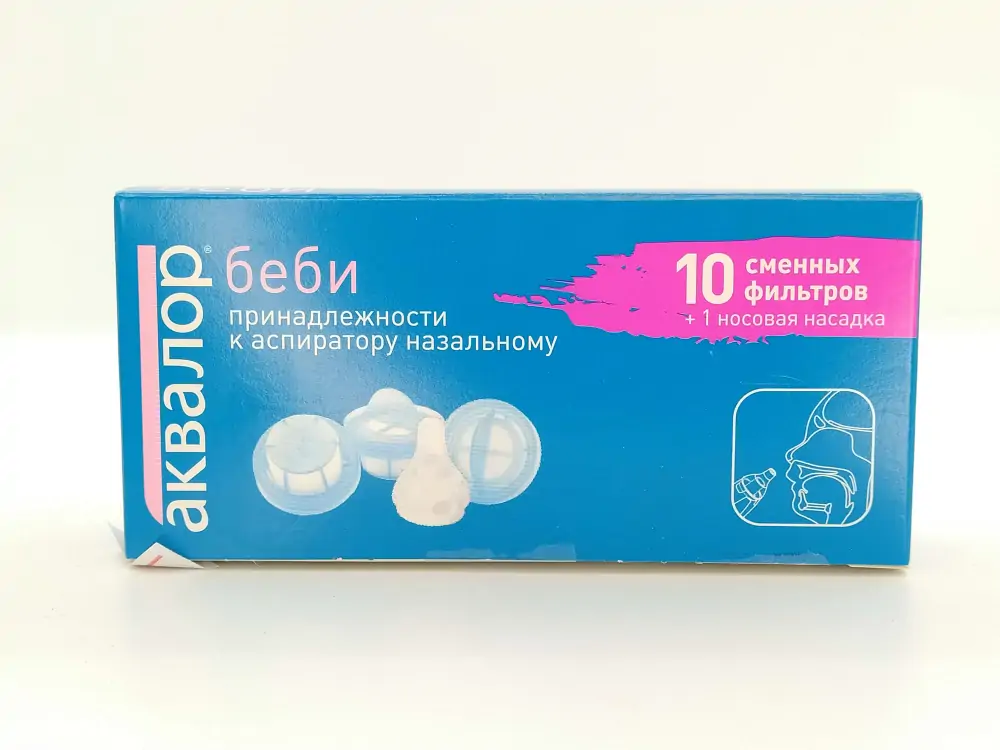 аквалор®
беби
принадлежности
к аспиратору назальному
10 сменных
фильтров
+ 1 носовая насадка